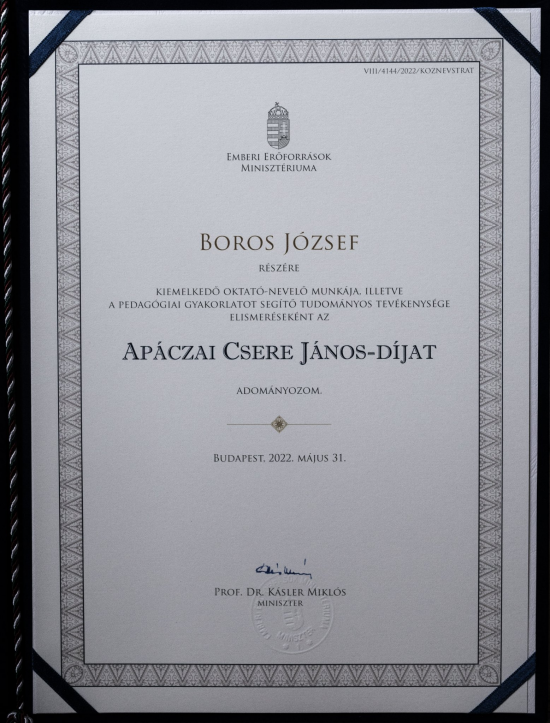 VIII/4144/2022/KOZNEVSTRAT
Emberi Erőforrások
Minisztériuma
Boros József
részére
kiemelkedő oktató-nevelő munkája, illetve
a pedagógiai gyakorlatot segítő tudományos tevékenysége
elismeréseként az
Apáczai Csere János-díjat
adományozom.
Budapest, 2022. május 31.
Prof. Dr. Kásler Miklós
miniszter